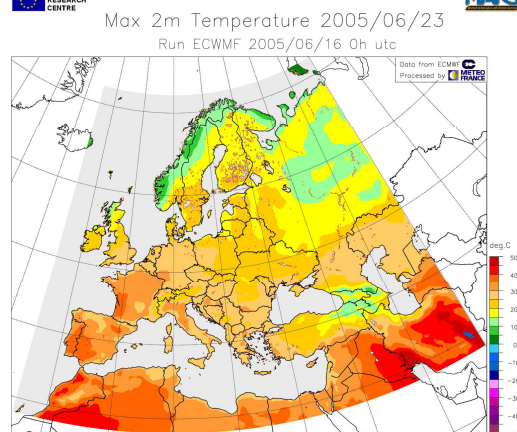 RESEARCH
CENTRE
Max 2m Temperature 2005/06/23
Run ECWMF 2005/06/16 0h utc
Data from ECMWF
Processed by METEO
FRANCE
deg.C
50
40
30
20
10
0
-10
-20
-30
-40